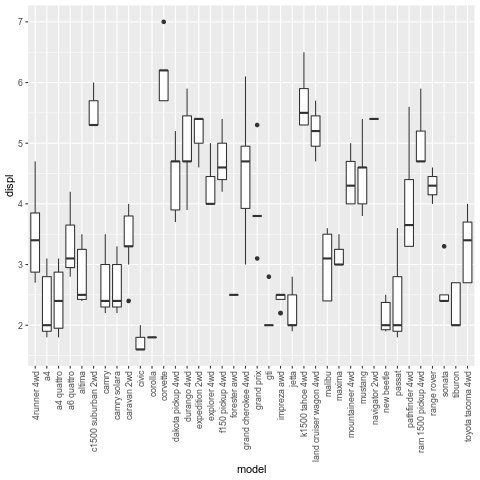 displ
7
6
5
4
3
2
4runner 4wd
a4
a4 quattro
a6 quattro
altima
c1500 suburban 2wd
camry
camry solara
caravan 2wd
civic
corolla
corvette
dakota pickup 4wd
durango 4wd
expedition 2wd
explorer 4wd
f150 pickup 4wd
forester awd
grand cherokee 4wd
grand prix
gti
impreza awd
jetta
k1500 tahoe 4wd
land cruiser wagon 4wd
malibu
maxima
mountaineer 4wd
mustang
navigator 2wd
new beetle
passat
pathfinder 4wd
ram 1500 pickup 4wd
range rover
sonata
tiburon
toyota tacoma 4wd
model